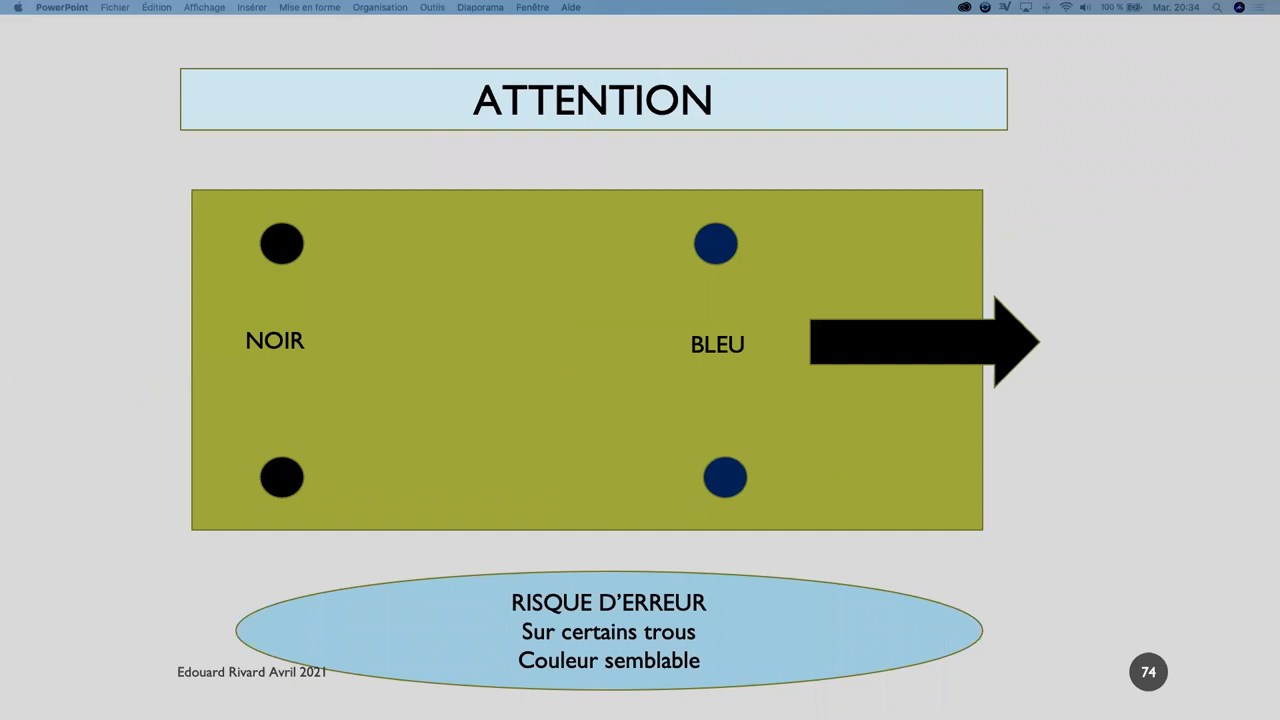 PowerPoint Fichier Édition Affichage Insérer Mise en forme Organisation Outils Diaporama Fenêtre Aide 100 % Mar. 20:34
ATTENTION
NOIR
BLEU
RISQUE D'ERREUR
Sur certains trous
Couleur semblable
Edouard Rivard Avril 2021
74